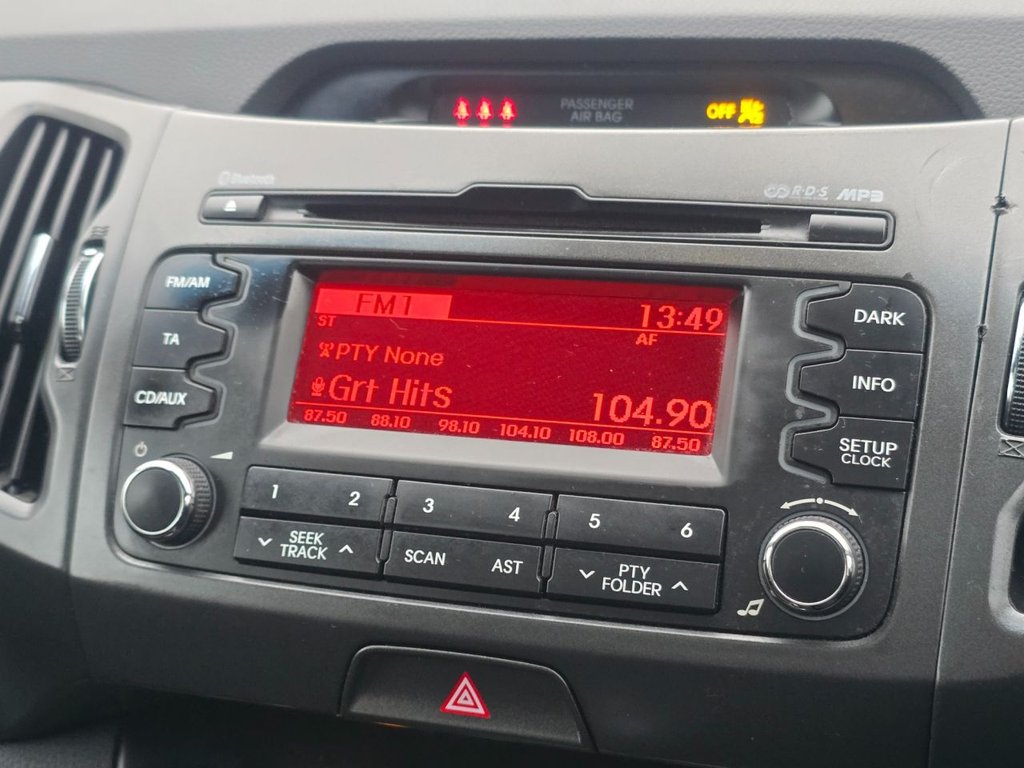 PASSENGER
AIR BAG
OFF
Bluetooth
R·D·S MP3
FM/AM
TA
CD/AUX
FM1
13:49
ST
AF
PTY None
Grt Hits
104.90
87.50 88.10 98.10 104.10 108.00 87.50
DARK
INFO
SETUP
CLOCK
1 2 3 4 5 6
SEEK
TRACK
SCAN AST
PTY
FOLDER